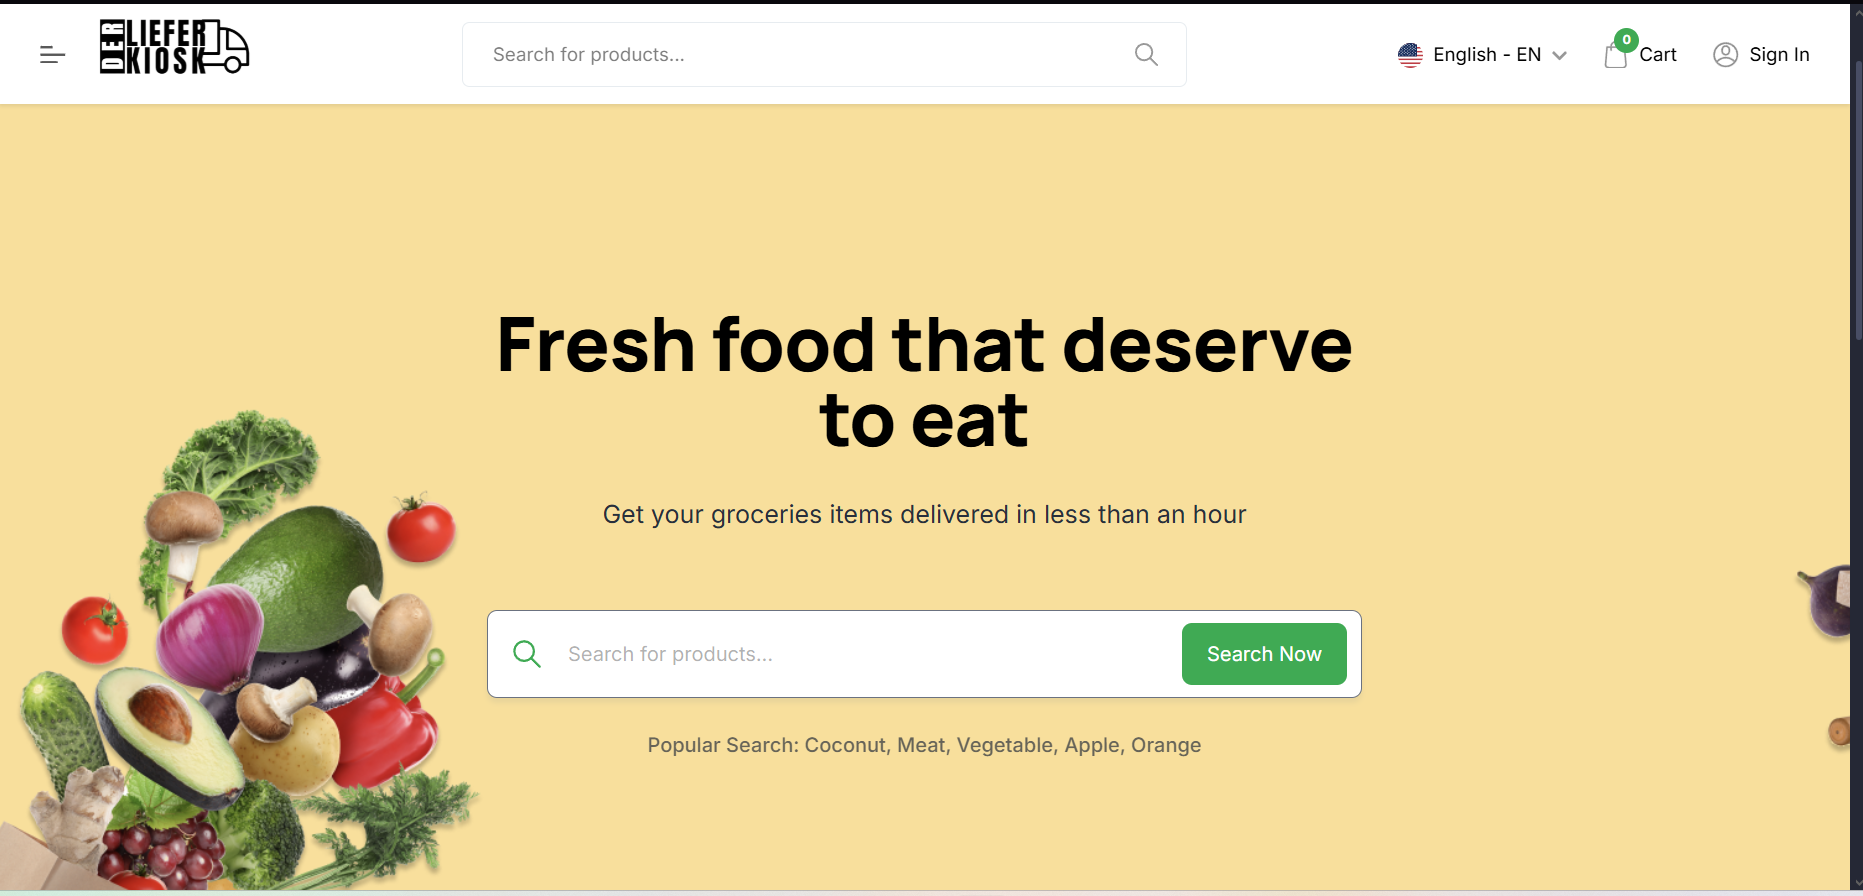 DER LIEFER
KIOSK
Search for products...
English - EN
0
Cart
Sign In
Fresh food that deserve
to eat
Get your groceries items delivered in less than an hour
Search for products...
Search Now
Popular Search: Coconut, Meat, Vegetable, Apple, Orange